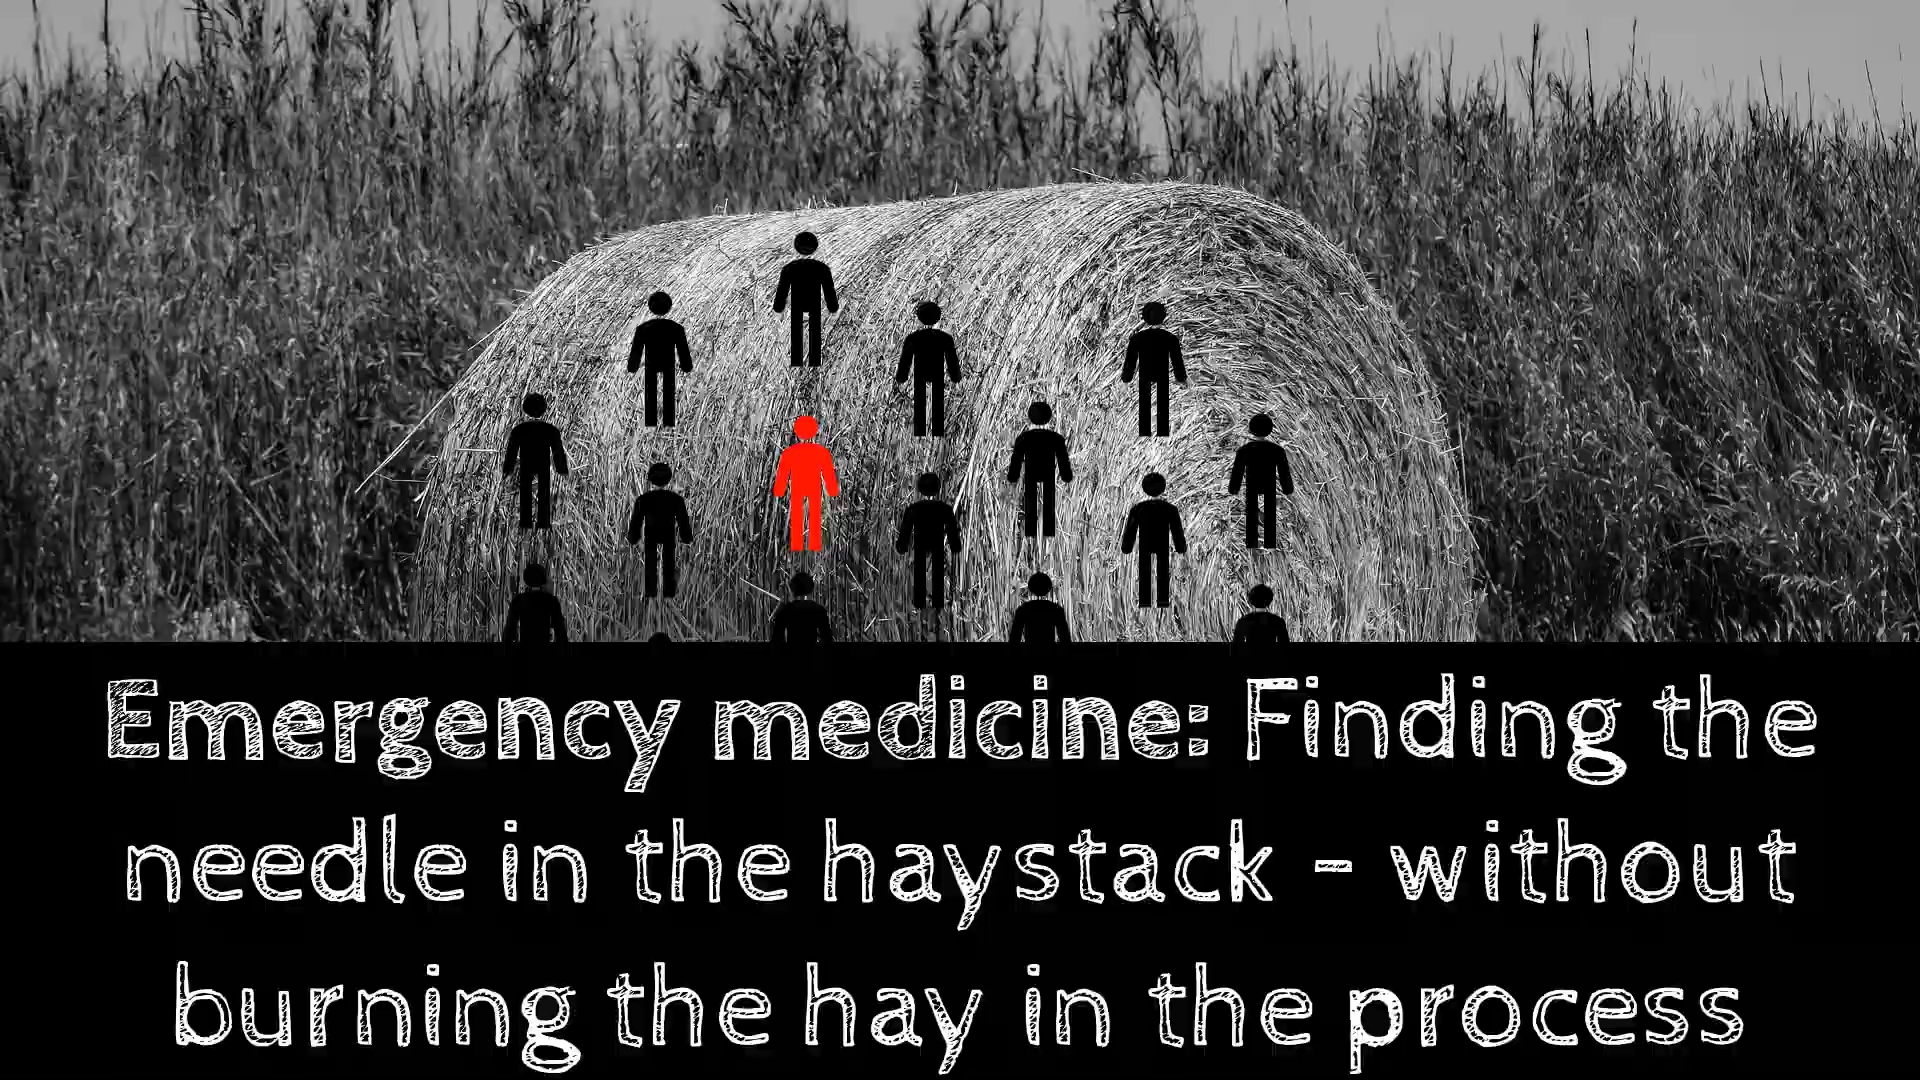 Emergency medicine: Finding the
needle in the haystack - without
burning the hay in the process